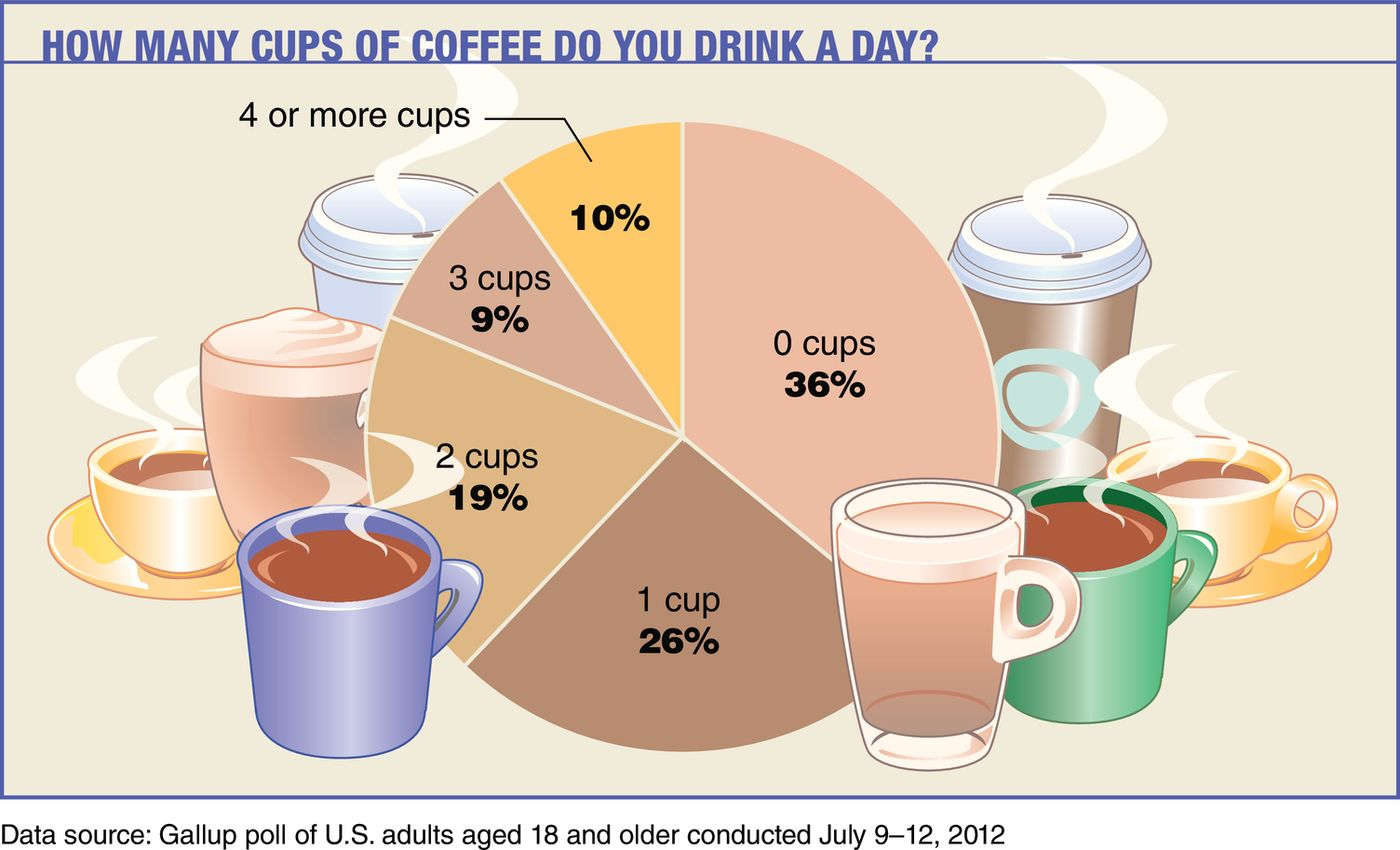 HOW MANY CUPS OF COFFEE DO YOU DRINK A DAY?
4 or more cups
10%
3 cups
9%
0 cups
36%
2 cups
19%
1 cup
26%
Data source: Gallup poll of U.S. adults aged 18 and older conducted July 9–12, 2012